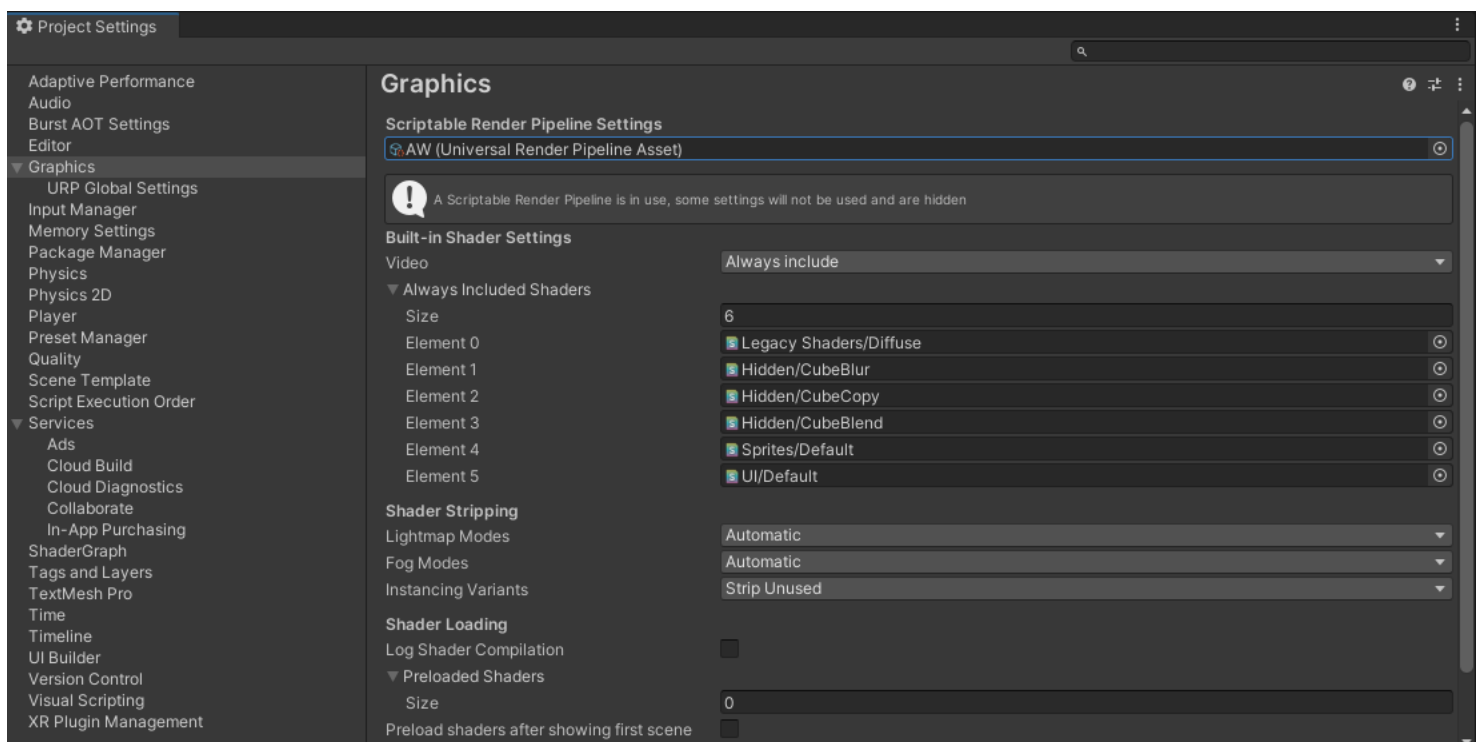 Project Settings
Adaptive Performance
Audio
Burst AOT Settings
Editor
Graphics
URP Global Settings
Input Manager
Memory Settings
Package Manager
Physics
Physics 2D
Player
Preset Manager
Quality
Scene Template
Script Execution Order
Services
Ads
Cloud Build
Cloud Diagnostics
Collaborate
In-App Purchasing
ShaderGraph
Tags and Layers
TextMesh Pro
Time
Timeline
UI Builder
Version Control
Visual Scripting
XR Plugin Management
Graphics
Scriptable Render Pipeline Settings
AW (Universal Render Pipeline Asset)
A Scriptable Render Pipeline is in use, some settings will not be used and are hidden
Built-in Shader Settings
Video Always include
Always Included Shaders
Size 6
Element 0 Legacy Shaders/Diffuse
Element 1 Hidden/CubeBlur
Element 2 Hidden/CubeCopy
Element 3 Hidden/CubeBlend
Element 4 Sprites/Default
Element 5 UI/Default
Shader Stripping
Lightmap Modes Automatic
Fog Modes Automatic
Instancing Variants Strip Unused
Shader Loading
Log Shader Compilation
Preloaded Shaders
Size 0
Preload shaders after showing first scene